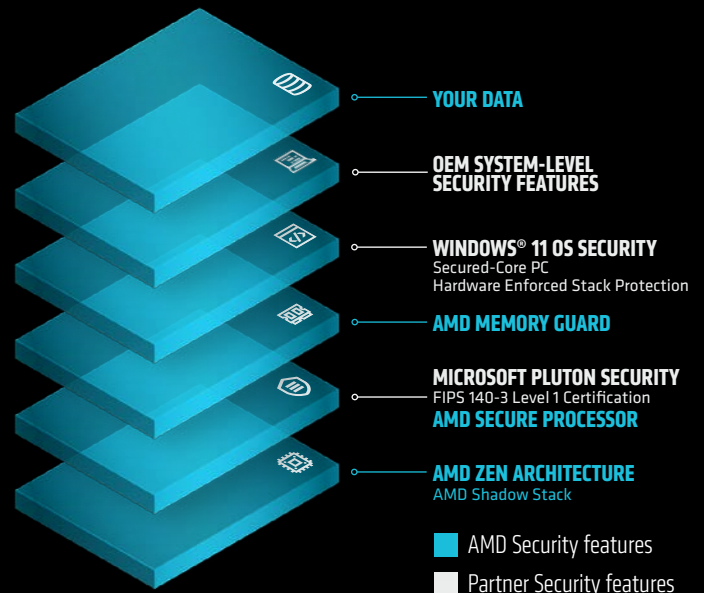 YOUR DATA
OEM SYSTEM-LEVEL
SECURITY FEATURES
WINDOWS® 11 OS SECURITY
Secured-Core PC
Hardware Enforced Stack Protection
AMD MEMORY GUARD
MICROSOFT PLUTON SECURITY
FIPS 140-3 Level 1 Certification
AMD SECURE PROCESSOR
AMD ZEN ARCHITECTURE
AMD Shadow Stack
AMD Security features
Partner Security features